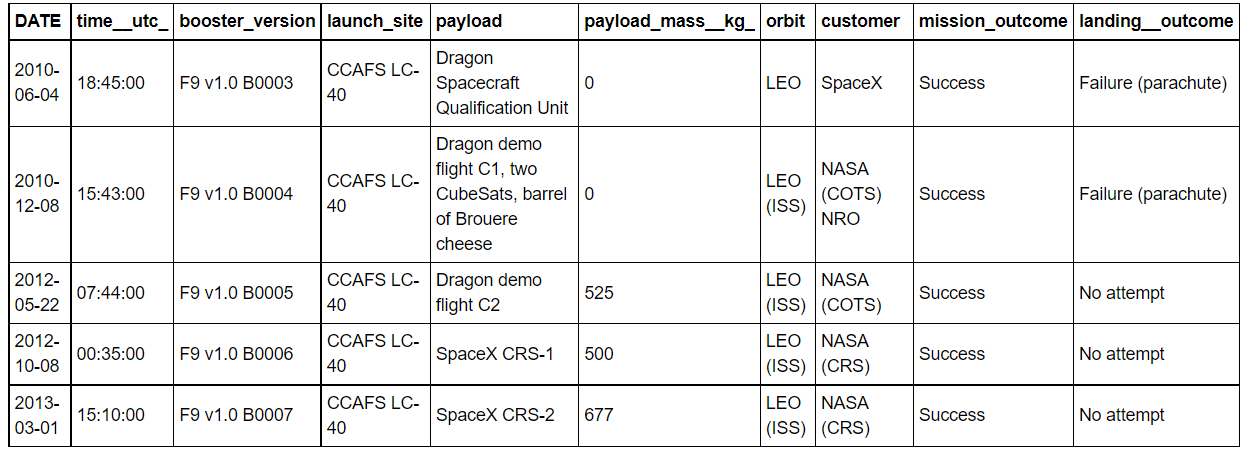 DATE time__utc_ booster_version launch_site payload payload_mass__kg_ orbit customer mission_outcome landing__outcome
2010-
06-04
18:45:00
F9 v1.0 B0003
CCAFS LC-
40
Dragon
Spacecraft
Qualification Unit
0
LEO
SpaceX
Success
Failure (parachute)
2010-
12-08
15:43:00
F9 v1.0 B0004
CCAFS LC-
40
Dragon demo
flight C1, two
CubeSats, barrel
of Brouere
cheese
0
LEO
(ISS)
NASA
(COTS)
NRO
Success
Failure (parachute)
2012-
05-22
07:44:00
F9 v1.0 B0005
CCAFS LC-
40
Dragon demo
flight C2
525
LEO
(ISS)
NASA
(COTS)
Success
No attempt
2012-
10-08
00:35:00
F9 v1.0 B0006
CCAFS LC-
40
SpaceX CRS-1
500
LEO
(ISS)
NASA
(CRS)
Success
No attempt
2013-
03-01
15:10:00
F9 v1.0 B0007
CCAFS LC-
40
SpaceX CRS-2
677
LEO
(ISS)
NASA
(CRS)
Success
No attempt